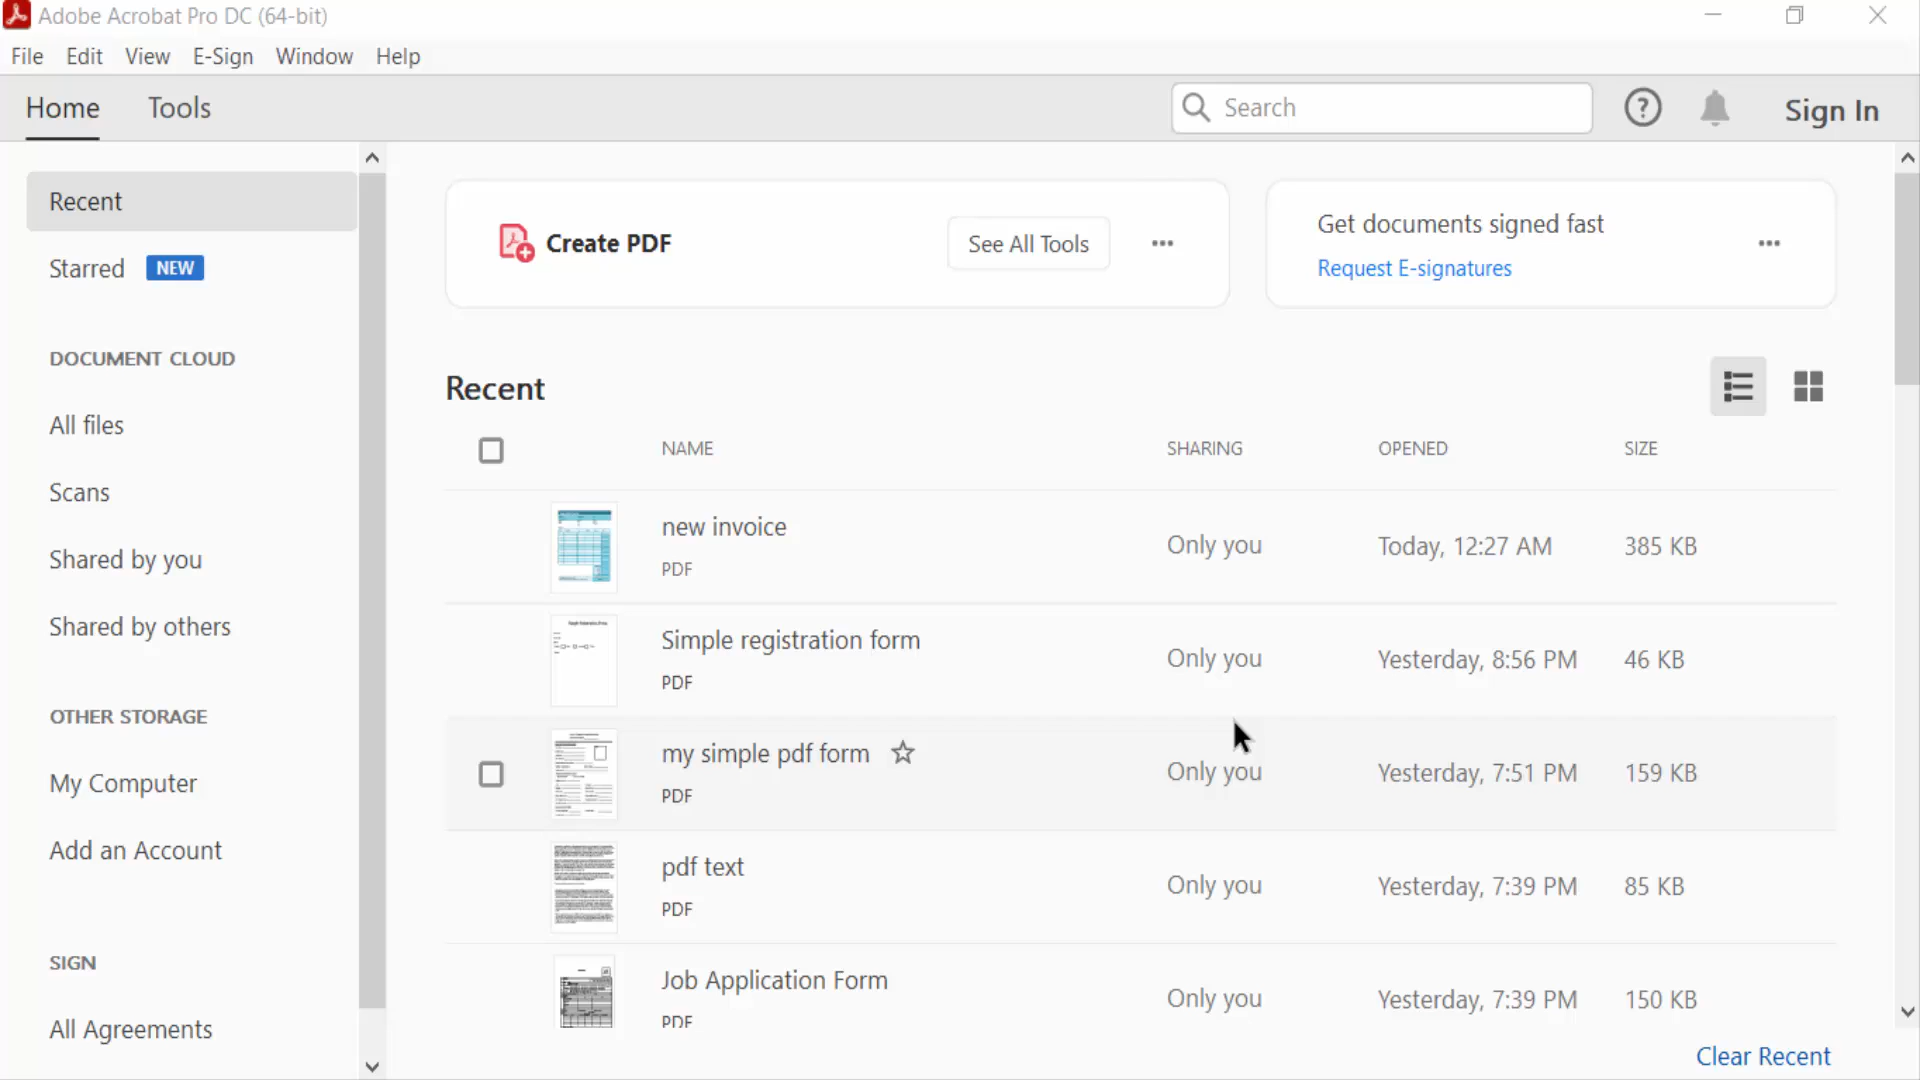 Adobe Acrobat Pro DC (64-bit)
File Edit View E-Sign Window Help
Home Tools Search ? Sign In
Recent
Starred NEW
DOCUMENT CLOUD
All files
Scans
Shared by you
Shared by others
OTHER STORAGE
My Computer
Add an Account
SIGN
All Agreements
Create PDF See All Tools
Get documents signed fast
Request E-signatures
Recent
NAME SHARING OPENED SIZE
new invoice
PDF
Only you Today, 12:27 AM 385 KB
Simple registration form
PDF
Only you Yesterday, 8:56 PM 46 KB
my simple pdf form
PDF
Only you Yesterday, 7:51 PM 159 KB
pdf text
PDF
Only you Yesterday, 7:39 PM 85 KB
Job Application Form
PDF
Only you Yesterday, 7:39 PM 150 KB
Clear Recent